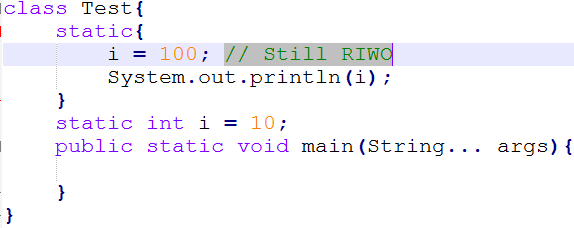 class Test{
static{
i = 100; // Still RIWO
System.out.println(i);
}
static int i = 10;
public static void main(String... args){
}
}